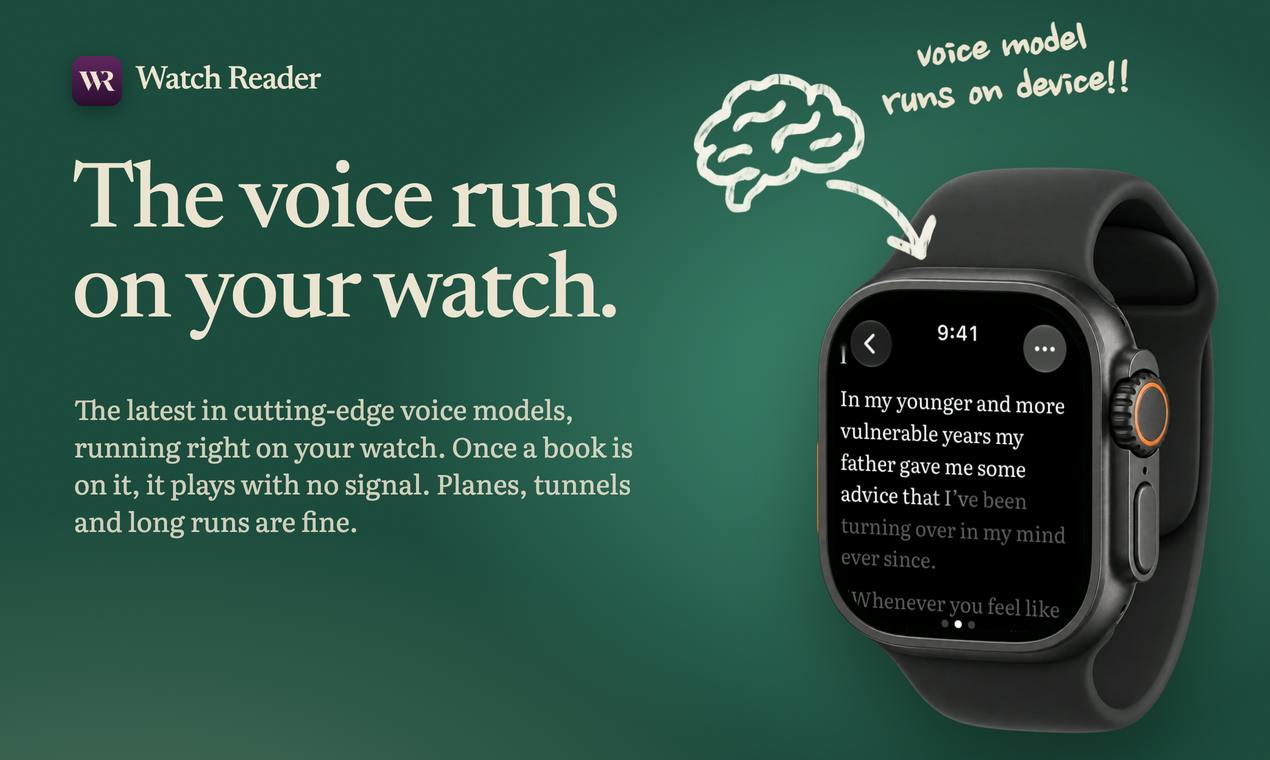 WR Watch Reader
The voice runs
on your watch.
The latest in cutting-edge voice models,
running right on your watch. Once a book is
on it, it plays with no signal. Planes, tunnels
and long runs are fine.
voice model
runs on device!!
9:41
In my younger and more
vulnerable years my
father gave me some
advice that I’ve been
turning over in my mind
ever since.
Whenever you feel like